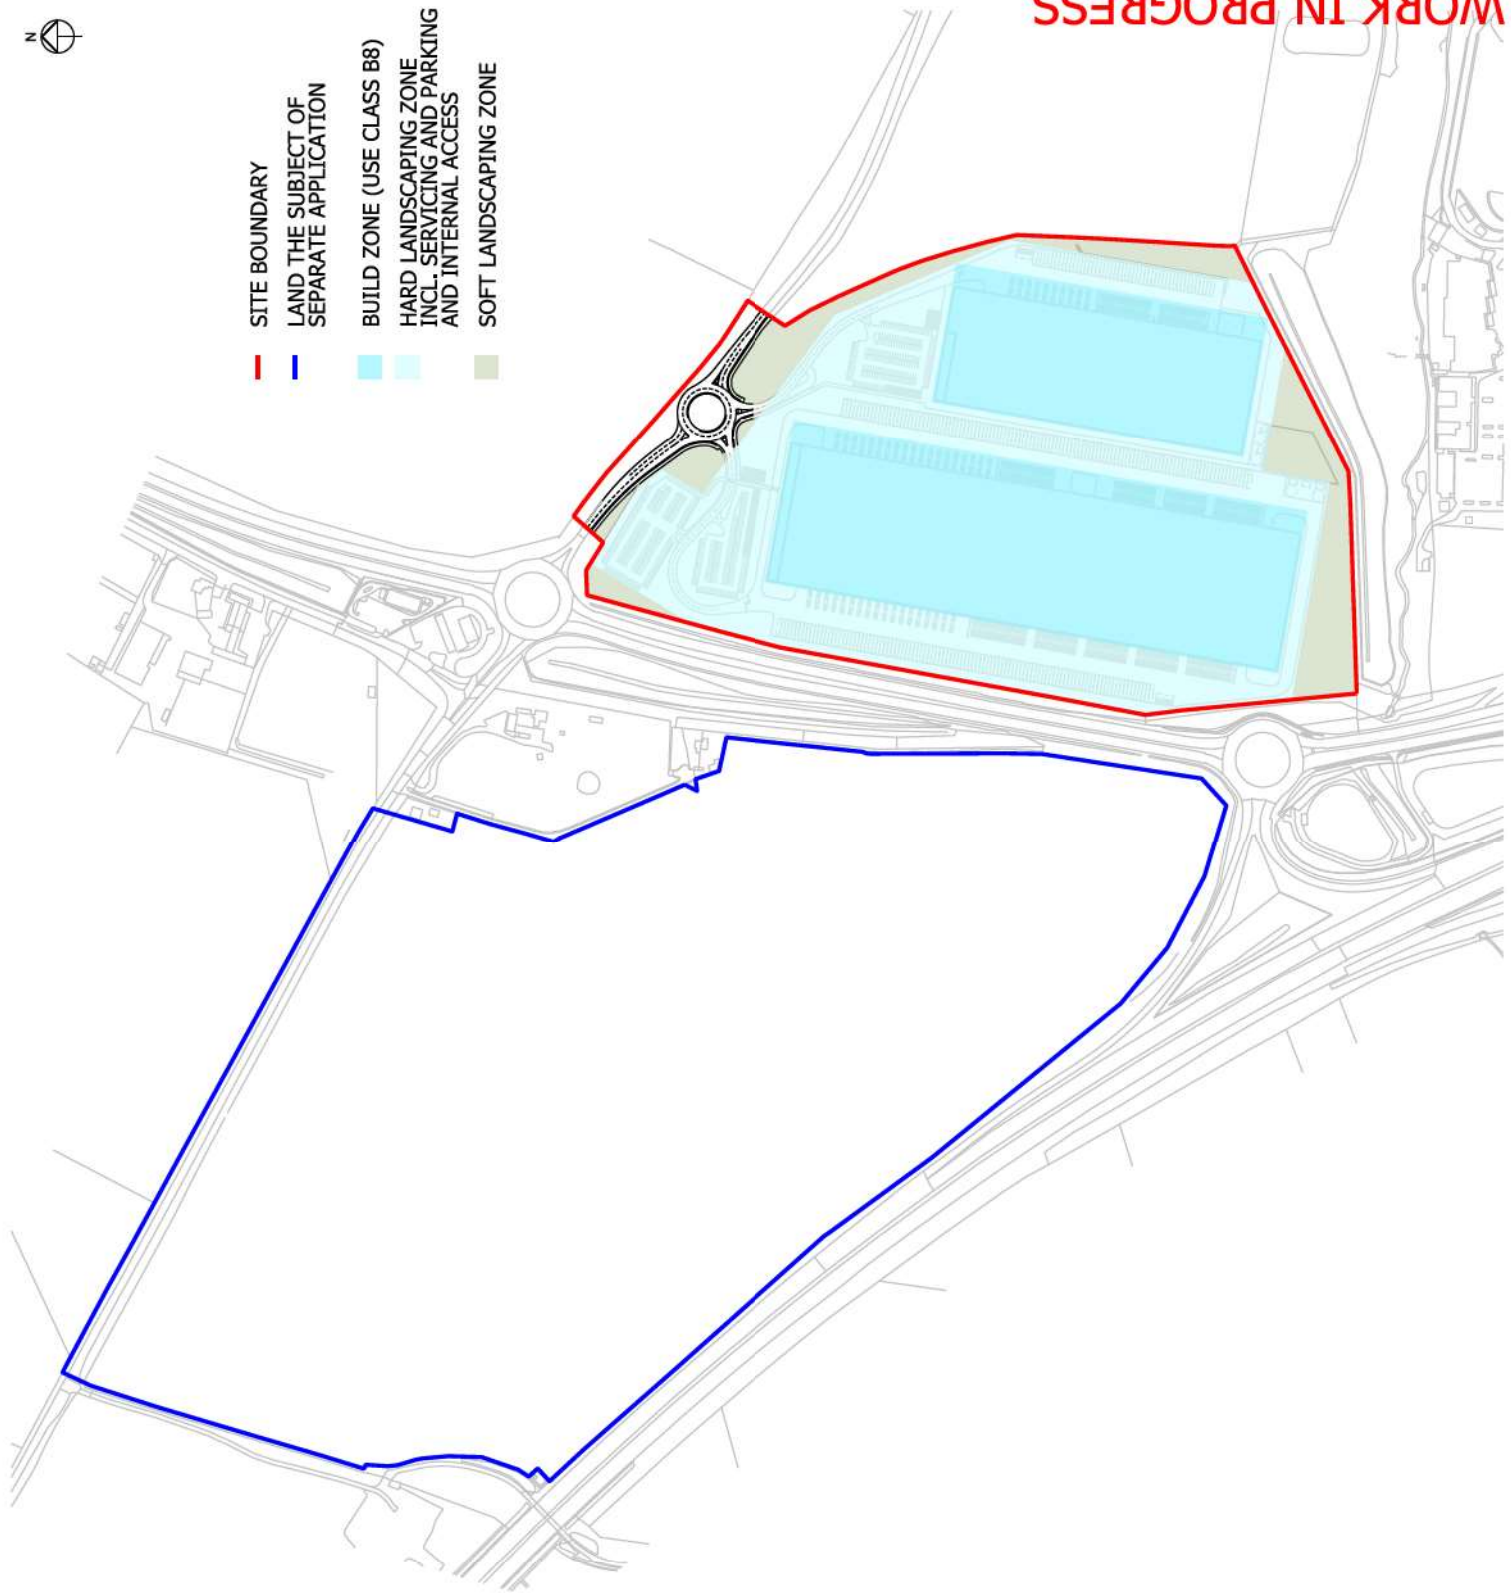 N
SITE BOUNDARY
LAND THE SUBJECT OF
SEPARATE APPLICATION
BUILD ZONE (USE CLASS B8)
HARD LANDSCAPING ZONE
INCL. SERVICING AND PARKING
AND INTERNAL ACCESS
SOFT LANDSCAPING ZONE
WORK IN PROGRESS